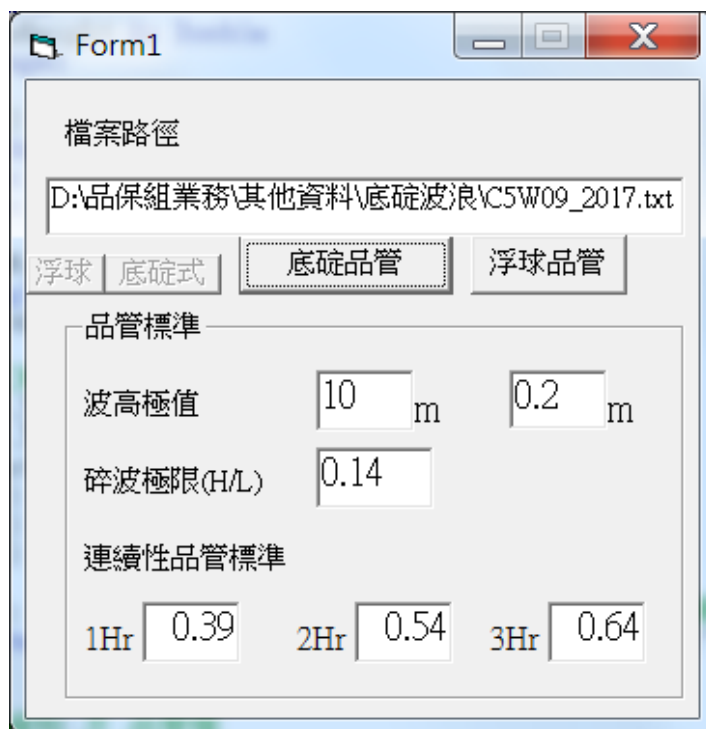 Form1
檔案路徑
D:\品保組業務\其他資料\底碇波浪\C5W09_2017.txt
浮球 底碇式 底碇品管 浮球品管
品管標準
波高極值 10 m 0.2 m
碎波極限(H/L) 0.14
連續性品管標準
1Hr 0.39 2Hr 0.54 3Hr 0.64